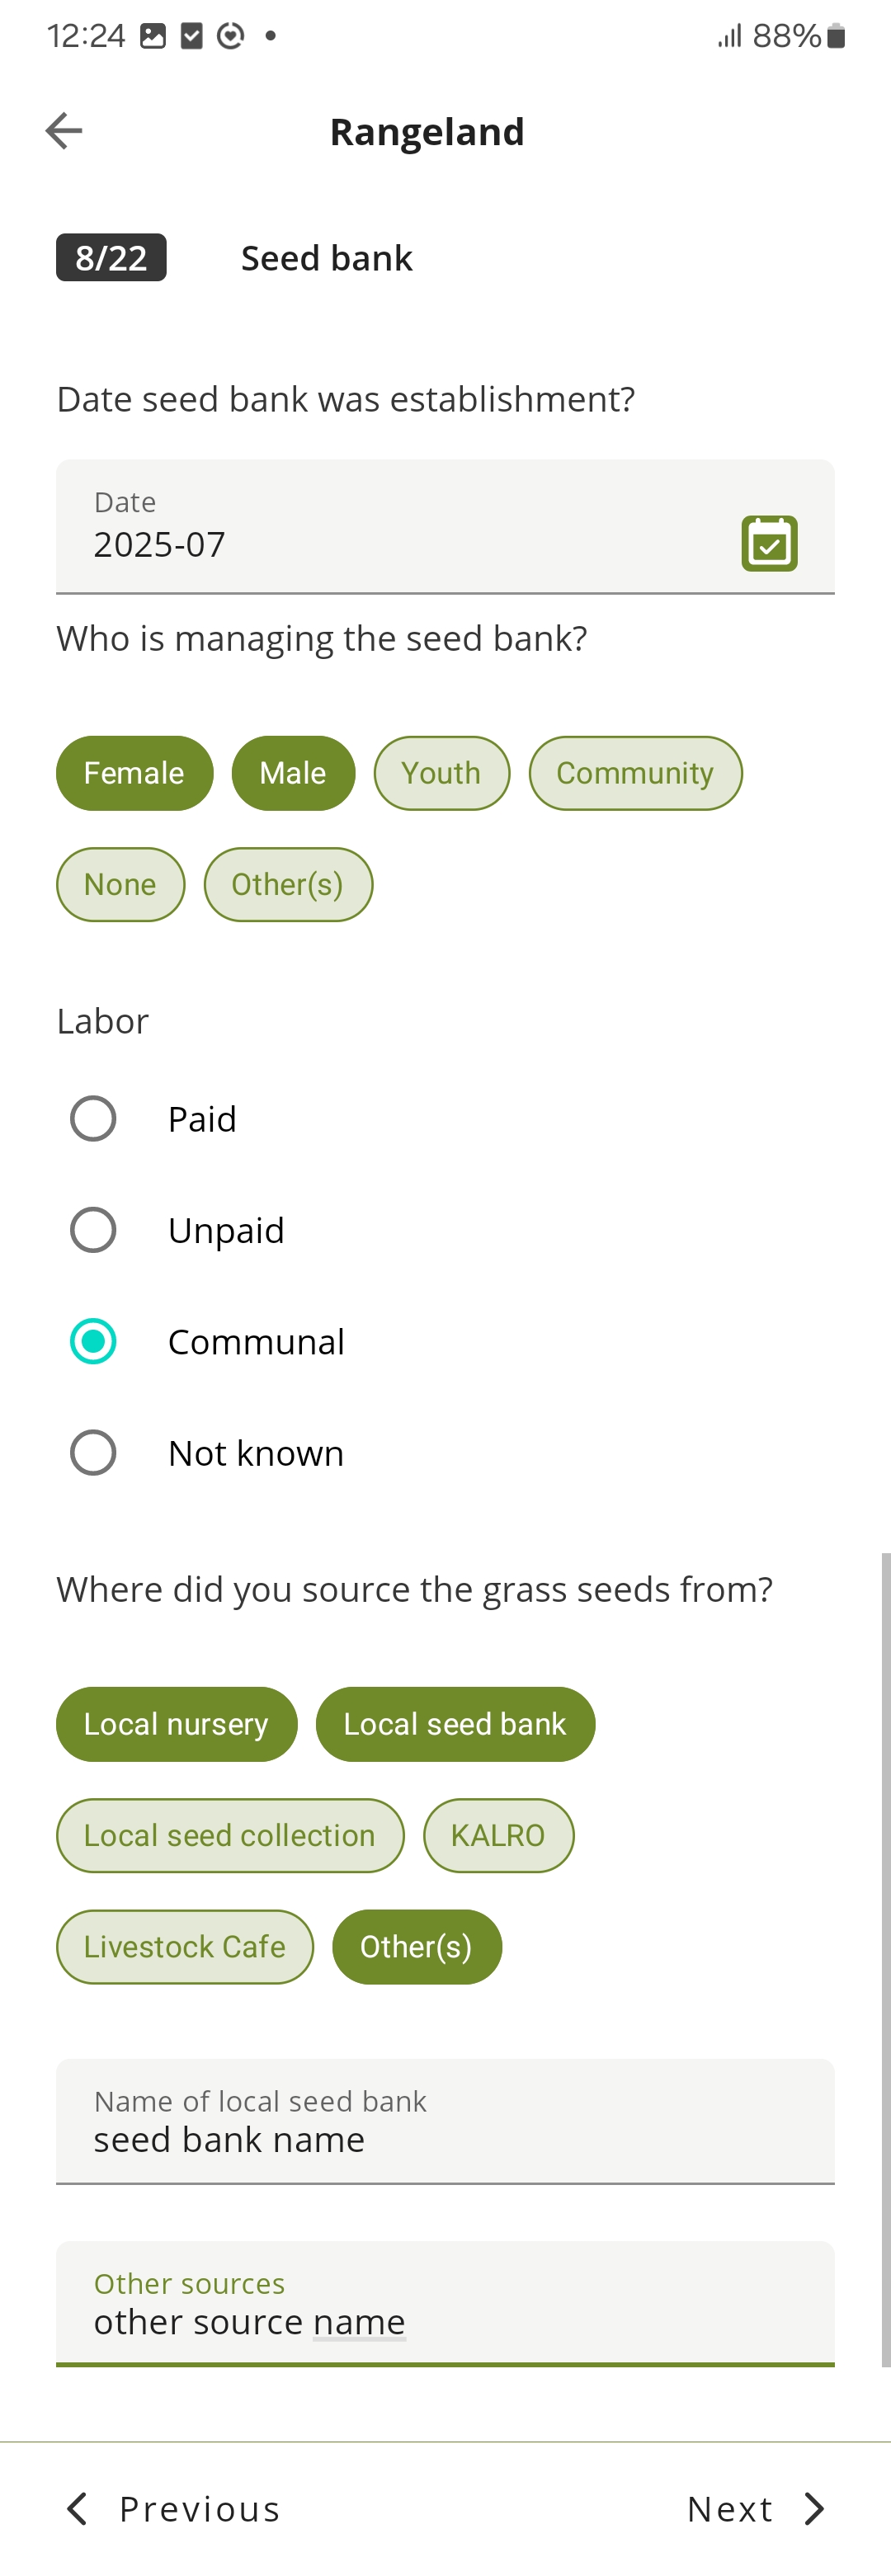 12:24 88%
Rangeland
8/22 Seed bank
Date seed bank was establishment?
Date
2025-07
Who is managing the seed bank?
Female Male Youth Community
None Other(s)
Labor
Paid
Unpaid
Communal
Not known
Where did you source the grass seeds from?
Local nursery Local seed bank
Local seed collection KALRO
Livestock Cafe Other(s)
Name of local seed bank
seed bank name
Other sources
other source name
Previous Next